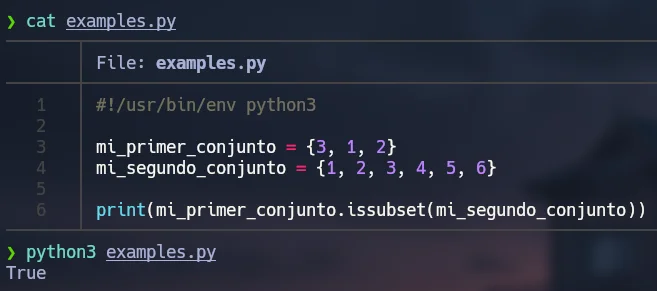 ❯ cat examples.py
File: examples.py
1 #!/usr/bin/env python3
2
3 mi_primer_conjunto = {3, 1, 2}
4 mi_segundo_conjunto = {1, 2, 3, 4, 5, 6}
5
6 print(mi_primer_conjunto.issubset(mi_segundo_conjunto))
❯ python3 examples.py
True